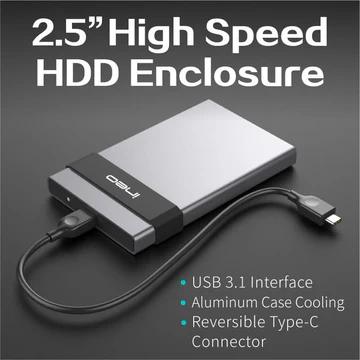 2.5” High Speed
HDD Enclosure
ineo
• USB 3.1 Interface
• Aluminum Case Cooling
• Reversible Type-C
Connector